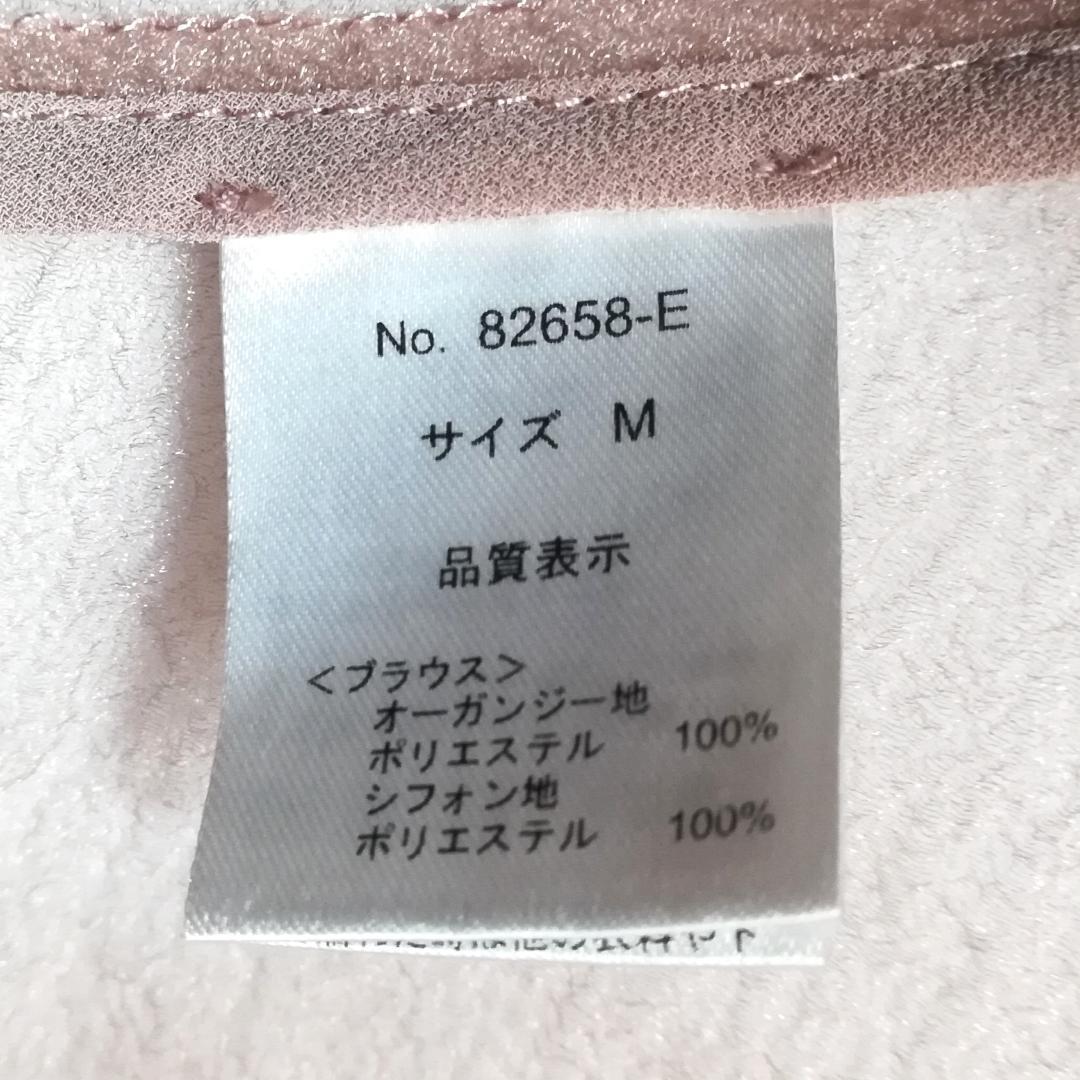 No. 82658-E
サイズ M
品質表示
＜ブラウス＞
オーガンジー地
ポリエステル 100%
シフォン地
ポリエステル 100%